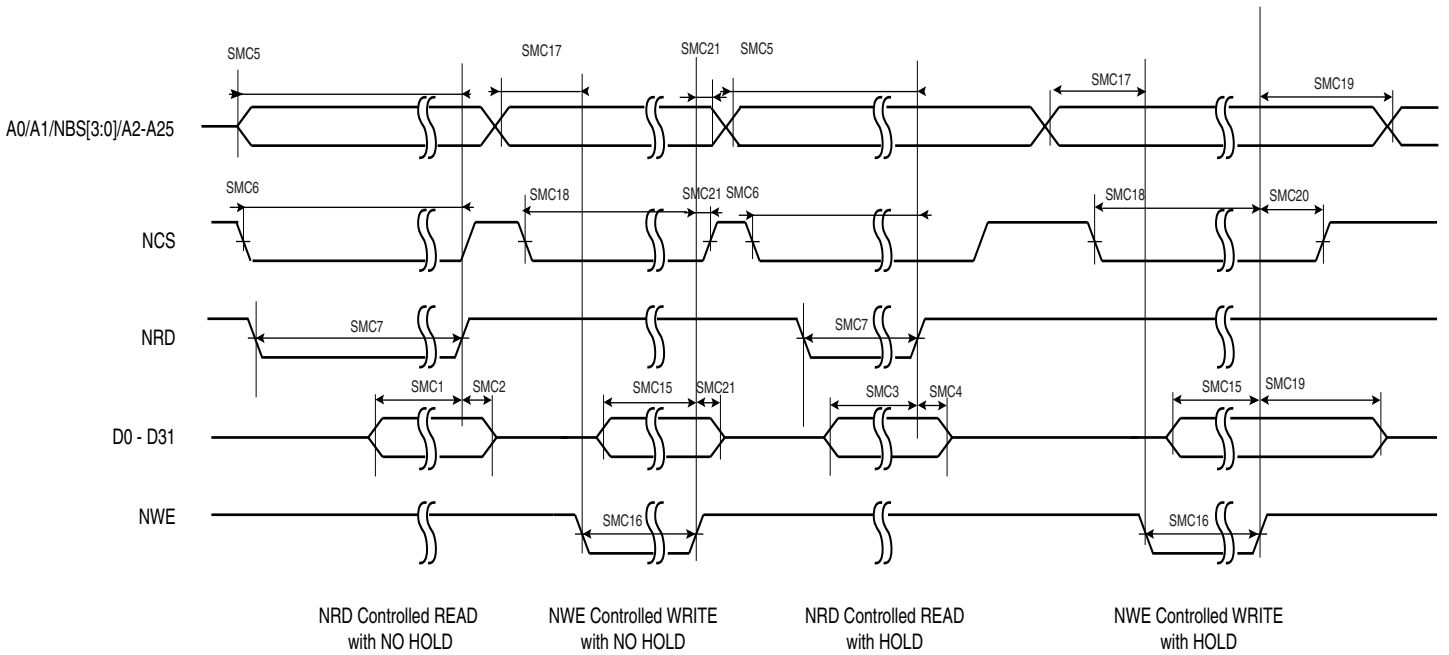 SMC5
SMC17
SMC21
SMC5
SMC17
SMC19
A0/A1/NBS[3:0]/A2-A25
SMC6
SMC18
SMC21
SMC6
SMC18
SMC20
NCS
NRD
SMC7
SMC7
SMC1
SMC2
SMC15
SMC21
SMC3
SMC4
SMC15
SMC19
D0 - D31
NWE
SMC16
SMC16
NRD Controlled READ
with NO HOLD
NWE Controlled WRITE
with NO HOLD
NRD Controlled READ
with HOLD
NWE Controlled WRITE
with HOLD